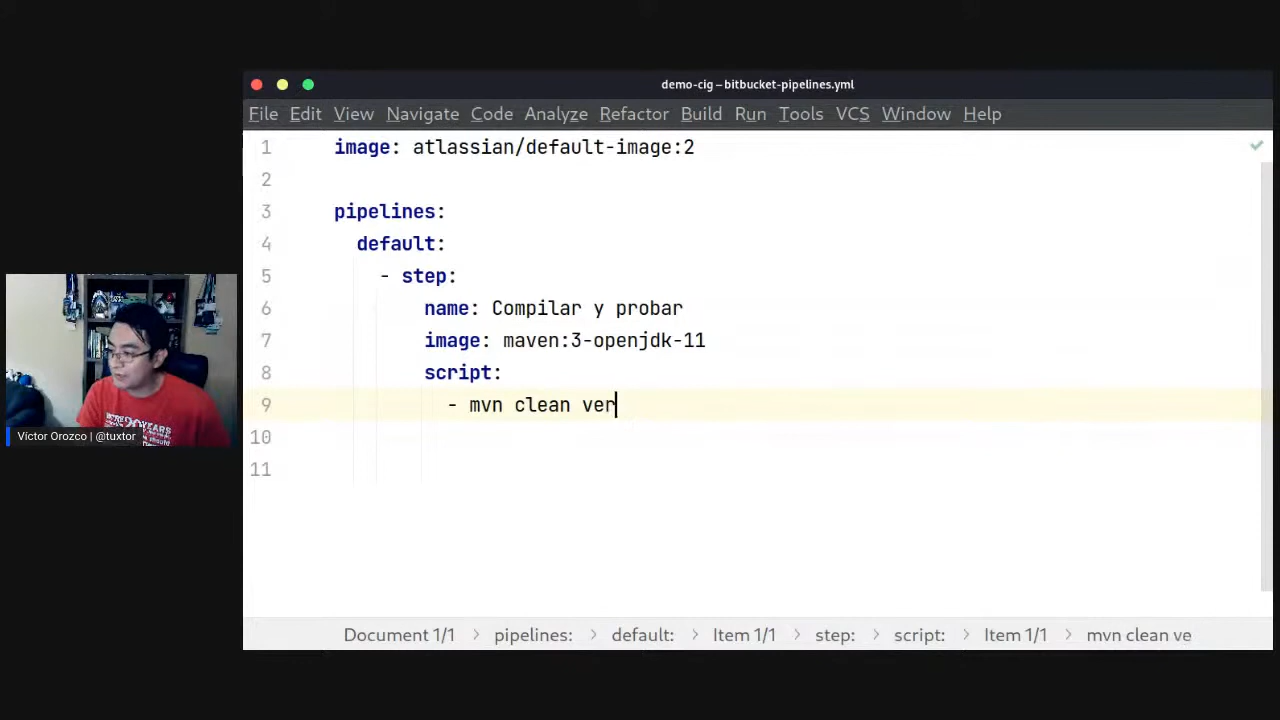 demo-cig – bitbucket-pipelines.yml
File Edit View Navigate Code Analyze Refactor Build Run Tools VCS Window Help
1 image: atlassian/default-image:2
2
3 pipelines:
4 default:
5 - step:
6 name: Compilar y probar
7 image: maven:3-openjdk-11
8 script:
9 - mvn clean ver
10
11
Víctor Orozco | @tuxtor
Document 1/1 > pipelines: > default: > Item 1/1 > step: > script: > Item 1/1 > mvn clean ve